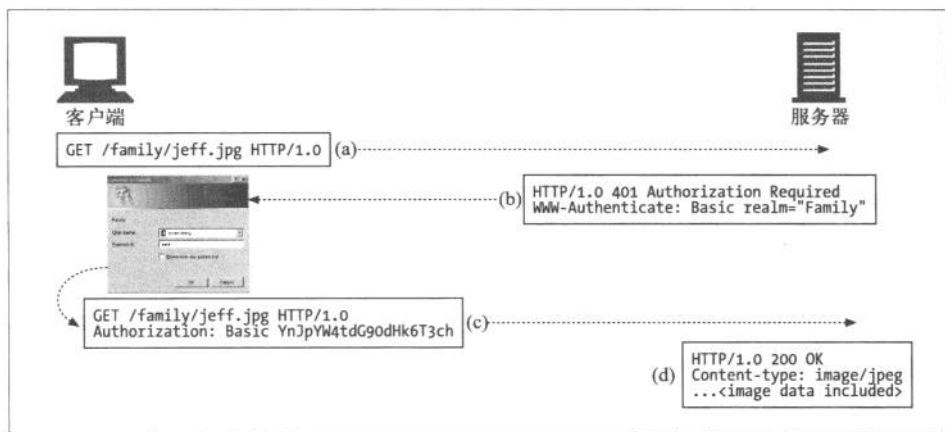 客户端
服务器
GET /family/jeff.jpg HTTP/1.0
(a)
(b)
HTTP/1.0 401 Authorization Required
WWW-Authenticate: Basic realm="Family"
GET /family/jeff.jpg HTTP/1.0
Authorization: Basic YnJpYW4tdG90dHk6T3ch
(c)
(d)
HTTP/1.0 200 OK
Content-type: image/jpeg
...<image data included>